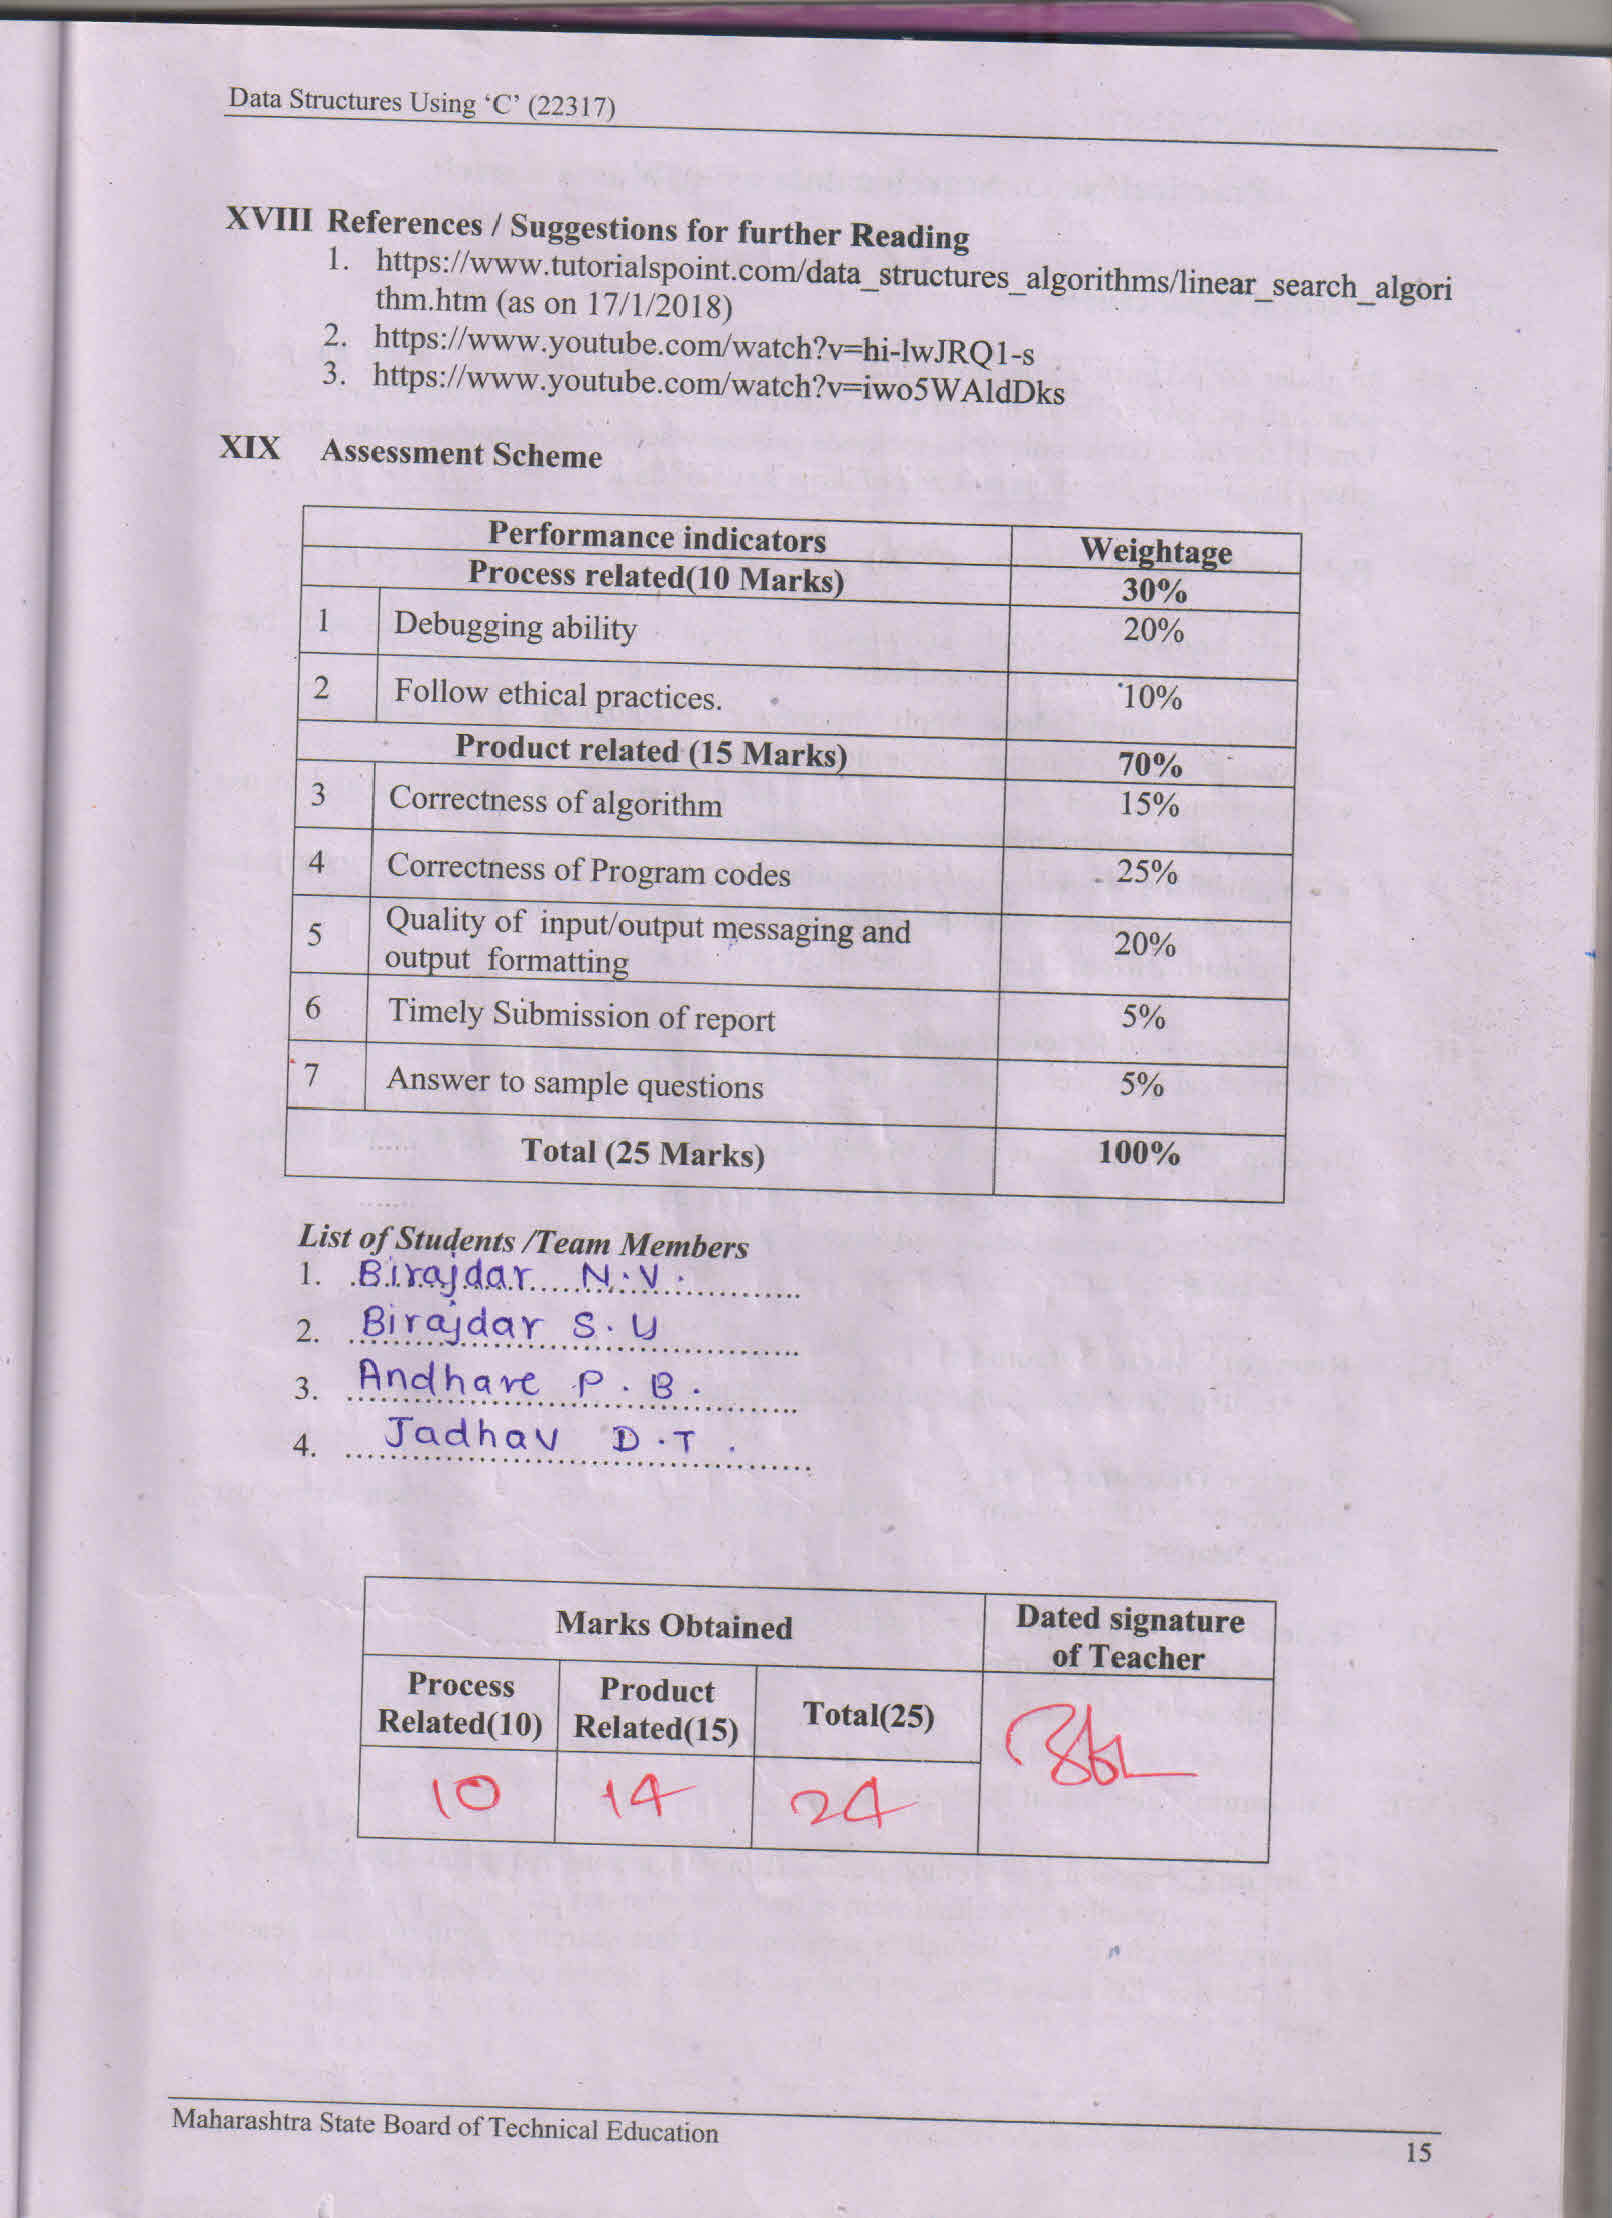 Data Structures Using ‘C’ (22317)
XVIII References / Suggestions for further Reading
1. https://www.tutorialspoint.com/data_structures_algorithms/linear_search_algori
thm.htm (as on 17/1/2018)
2. https://www.youtube.com/watch?v=hi-lwJRQ1-s
3. https://www.youtube.com/watch?v=iwo5WAldDks
XIX Assessment Scheme
Performance indicators Weightage
Process related(10 Marks) 30%
1 Debugging ability 20%
2 Follow ethical practices. 10%
Product related (15 Marks) 70%
3 Correctness of algorithm 15%
4 Correctness of Program codes 25%
5 Quality of input/output messaging and 20%
output formatting
6 Timely Submission of report 5%
7 Answer to sample questions 5%
Total (25 Marks) 100%
List of Students /Team Members
1. Birajdar N.V.
2. Birajdar S.U
3. Andhare P.B.
4. Jadhav D.T.
Marks Obtained Dated signature
of Teacher
Process Product Total(25)
Related(10) Related(15)
10 14 24
Maharashtra State Board of Technical Education
15